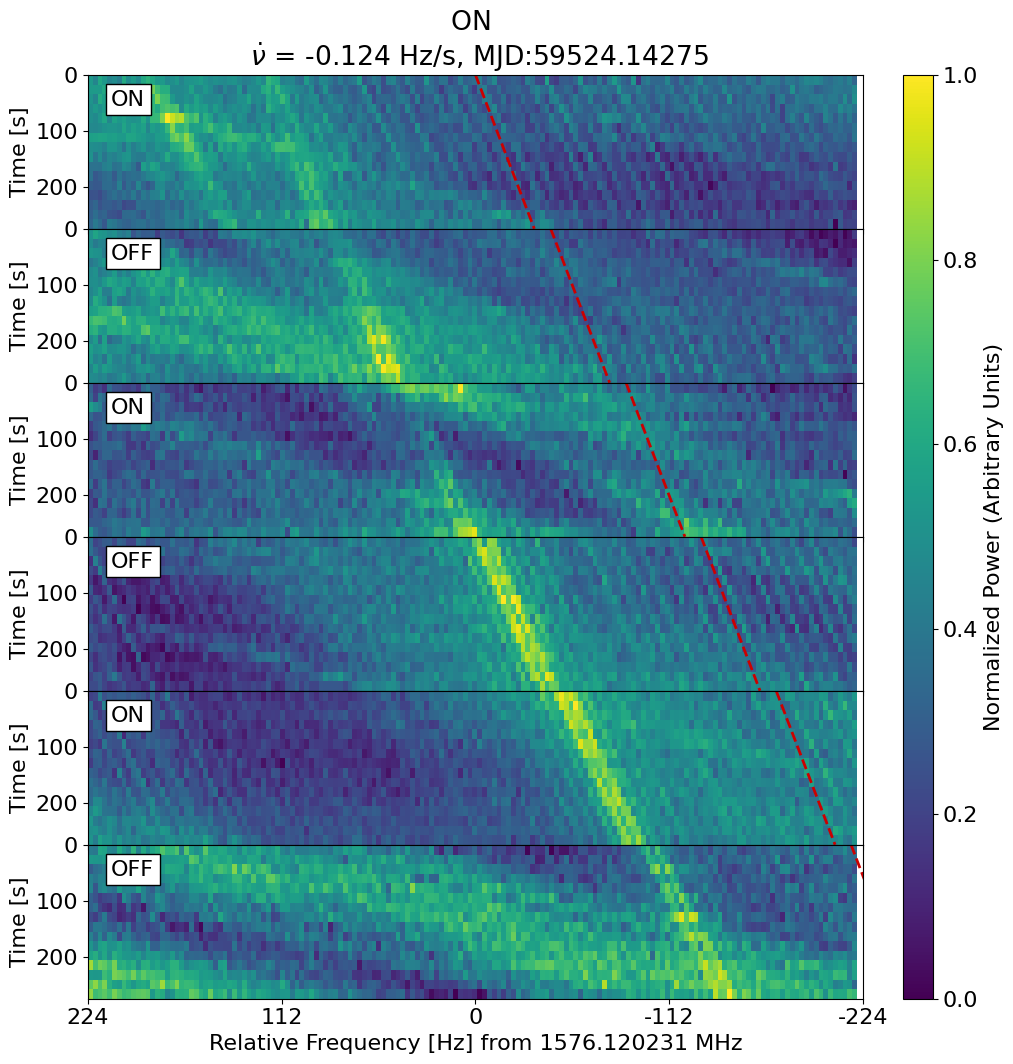 ON
ν̇ = -0.124 Hz/s, MJD:59524.14275
0
100
200
Time [s]
ON
0
100
200
Time [s]
OFF
0
100
200
Time [s]
ON
0
100
200
Time [s]
OFF
0
100
200
Time [s]
ON
0
100
200
Time [s]
OFF
224 112 0 -112 -224
Relative Frequency [Hz] from 1576.120231 MHz
1.0
0.8
0.6
0.4
0.2
0.0
Normalized Power (Arbitrary Units)